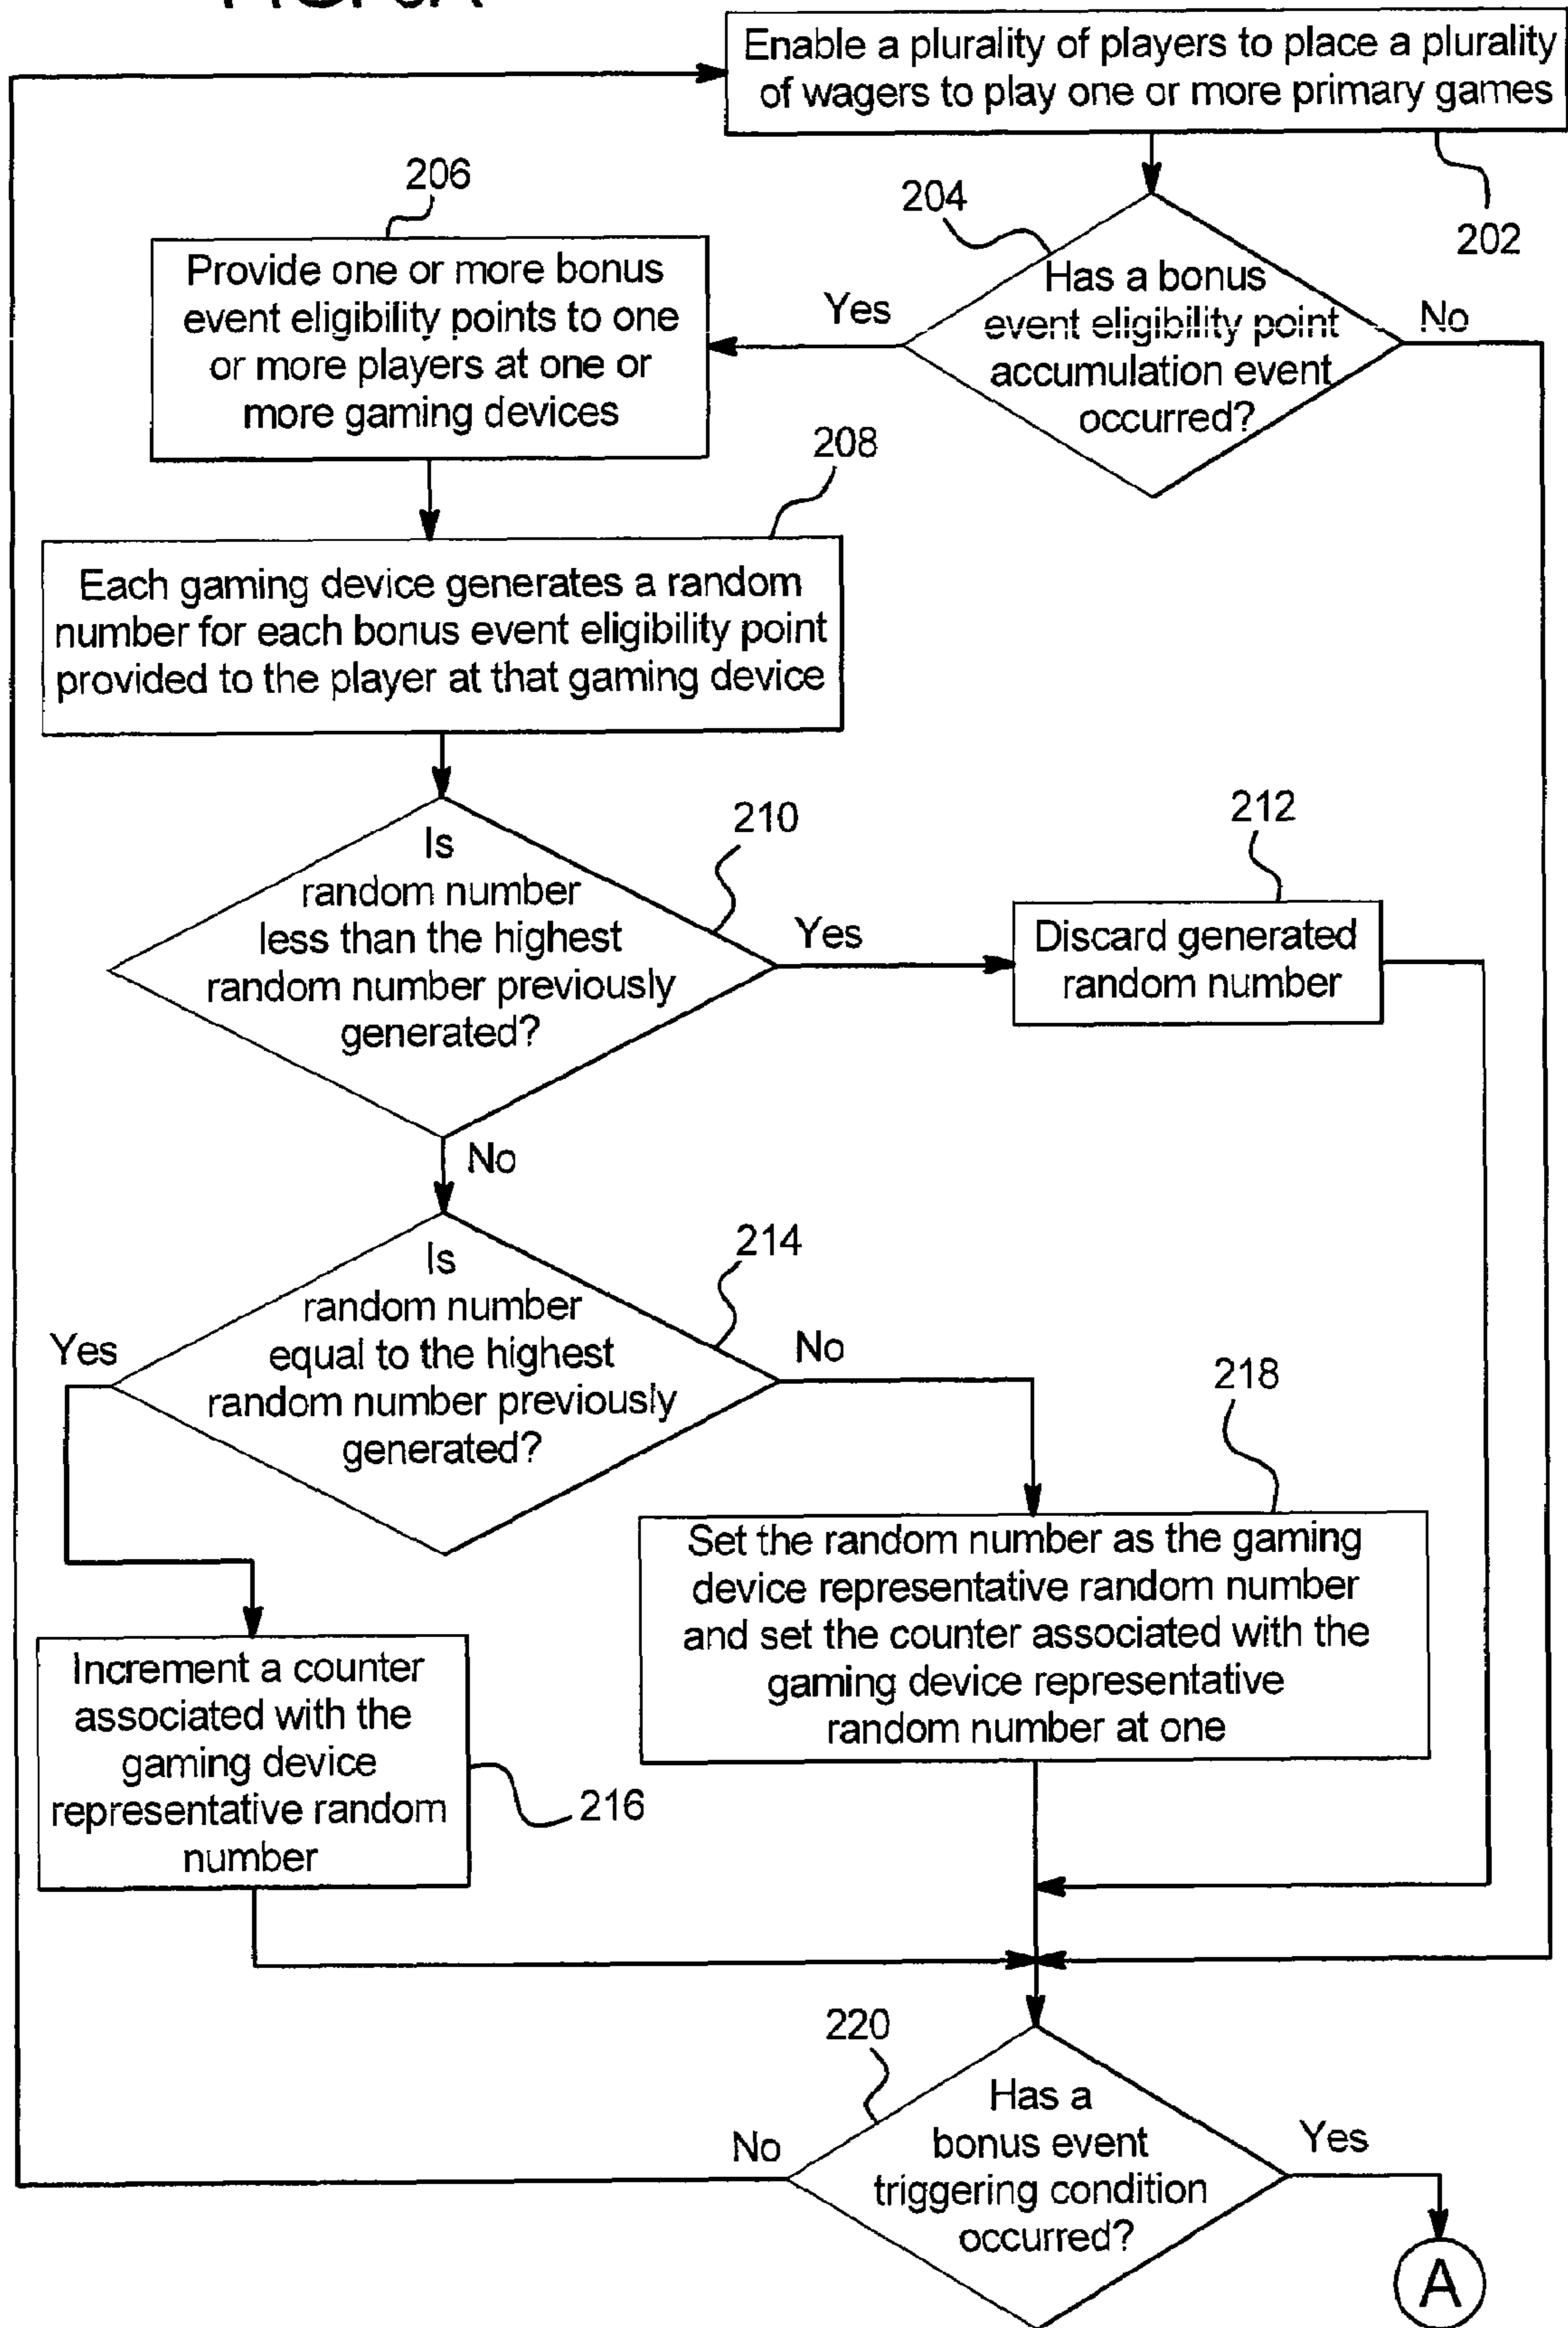 Enable a plurality of players to place a plurality
of wagers to play one or more primary games
202
204
Has a bonus
event eligibility point
accumulation event
occurred?
Yes
No
206
Provide one or more bonus
event eligibility points to one
or more players at one or
more gaming devices
208
Each gaming device generates a random
number for each bonus event eligibility point
provided to the player at that gaming device
210
Is
random number
less than the highest
random number previously
generated?
Yes
No
212
Discard generated
random number
214
Is
random number
equal to the highest
random number previously
generated?
Yes
No
218
Set the random number as the gaming
device representative random number
and set the counter associated with the
gaming device representative
random number at one
Increment a counter
associated with the
gaming device
representative random
number
216
220
Has a
bonus event
triggering condition
occurred?
No
Yes
A